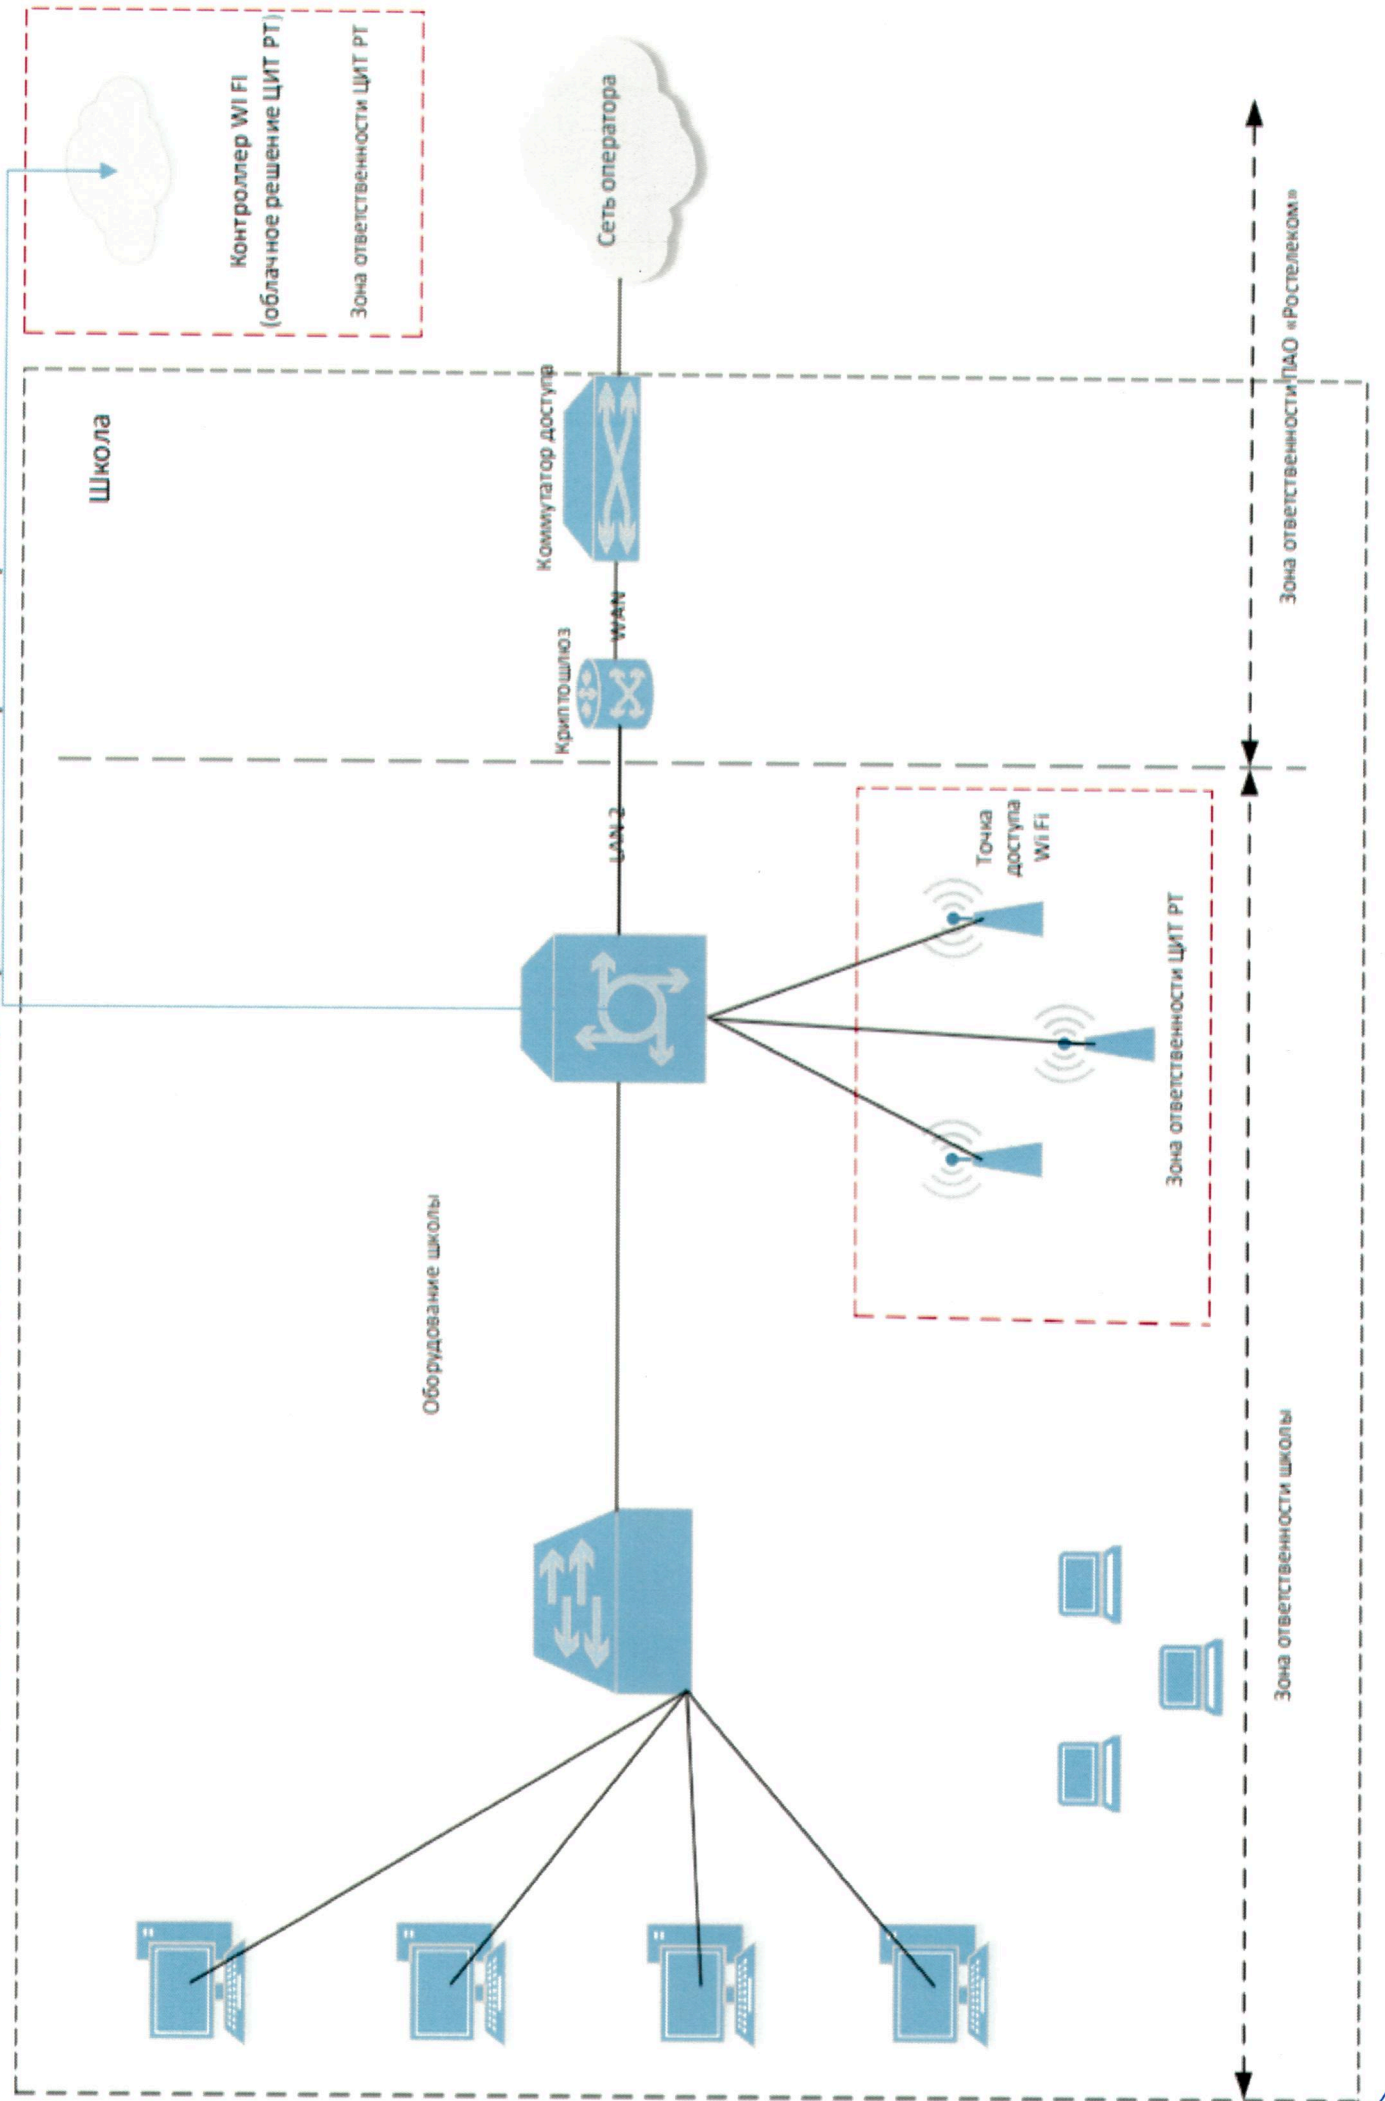 Контроллер WI FI
(облачное решение ЦИТ РТ)
Зона ответственности ЦИТ РТ
Школа
Сеть оператора
Коммутатор доступа
WAN
Криптошлюз
LAN 2
Оборудование школы
Точка
доступа
Wi Fi
Зона ответственности ЦИТ РТ
Зона ответственности школы
Зона ответственности ПАО «Ростелеком»